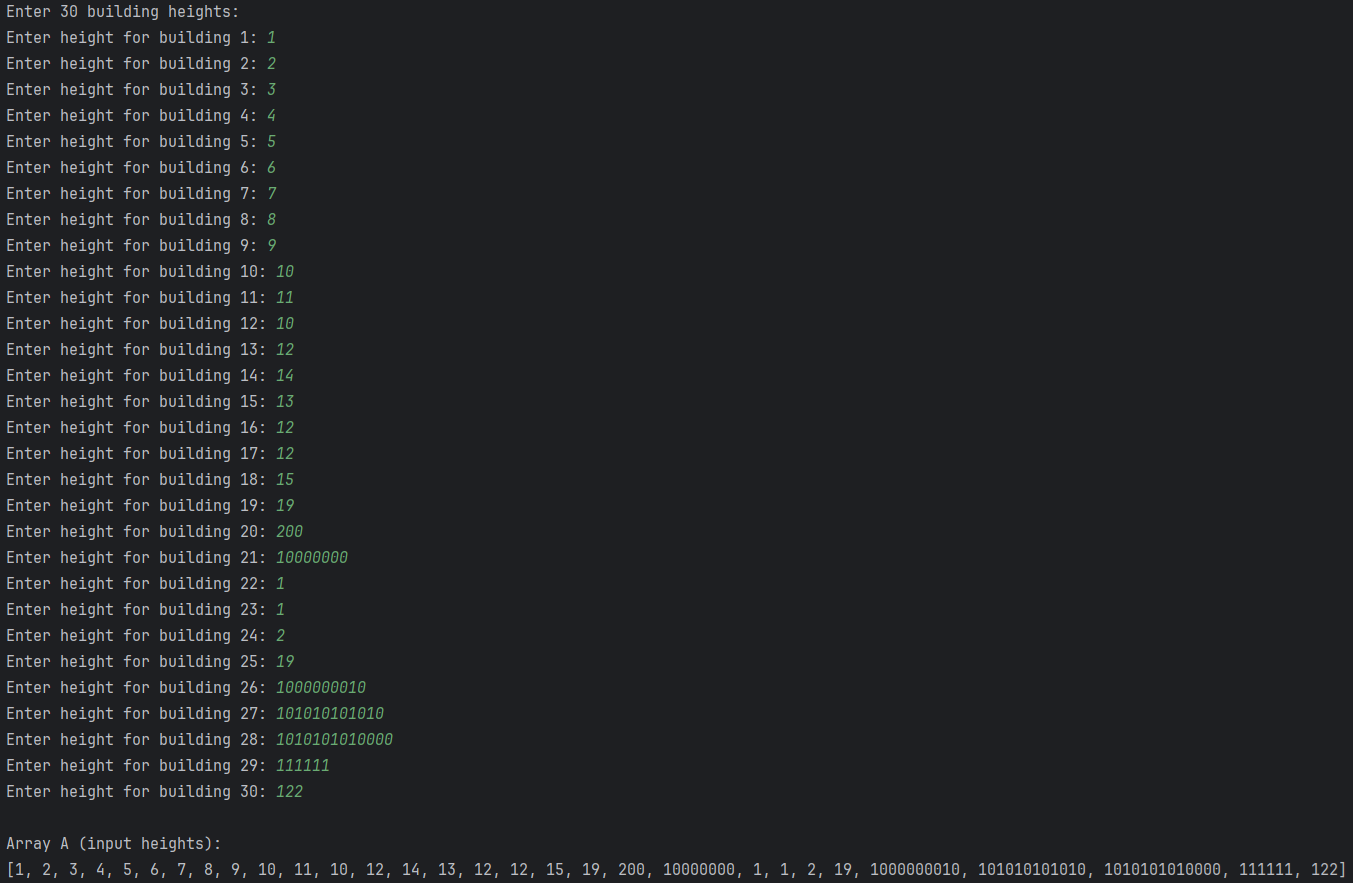 Enter 30 building heights:
Enter height for building 1: 1
Enter height for building 2: 2
Enter height for building 3: 3
Enter height for building 4: 4
Enter height for building 5: 5
Enter height for building 6: 6
Enter height for building 7: 7
Enter height for building 8: 8
Enter height for building 9: 9
Enter height for building 10: 10
Enter height for building 11: 11
Enter height for building 12: 10
Enter height for building 13: 12
Enter height for building 14: 14
Enter height for building 15: 13
Enter height for building 16: 12
Enter height for building 17: 12
Enter height for building 18: 15
Enter height for building 19: 19
Enter height for building 20: 200
Enter height for building 21: 10000000
Enter height for building 22: 1
Enter height for building 23: 1
Enter height for building 24: 2
Enter height for building 25: 19
Enter height for building 26: 1000000010
Enter height for building 27: 101010101010
Enter height for building 28: 1010101010000
Enter height for building 29: 111111
Enter height for building 30: 122
Array A (input heights):
[1, 2, 3, 4, 5, 6, 7, 8, 9, 10, 11, 10, 12, 14, 13, 12, 12, 15, 19, 200, 10000000, 1, 1, 2, 19, 1000000010, 101010101010, 1010101010000, 111111, 122]